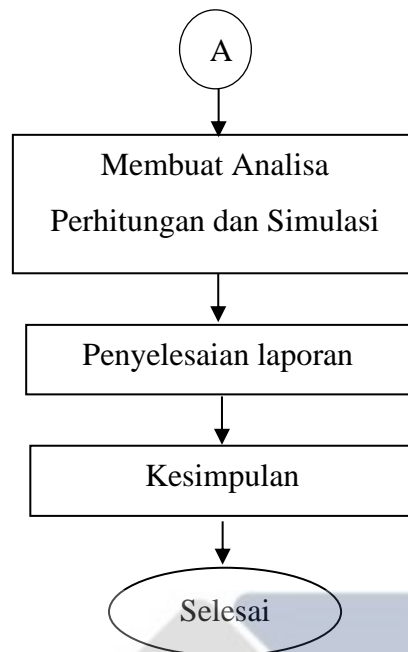 A
Membuat Analisa
Perhitungan dan Simulasi
Penyelesaian laporan
Kesimpulan
Selesai